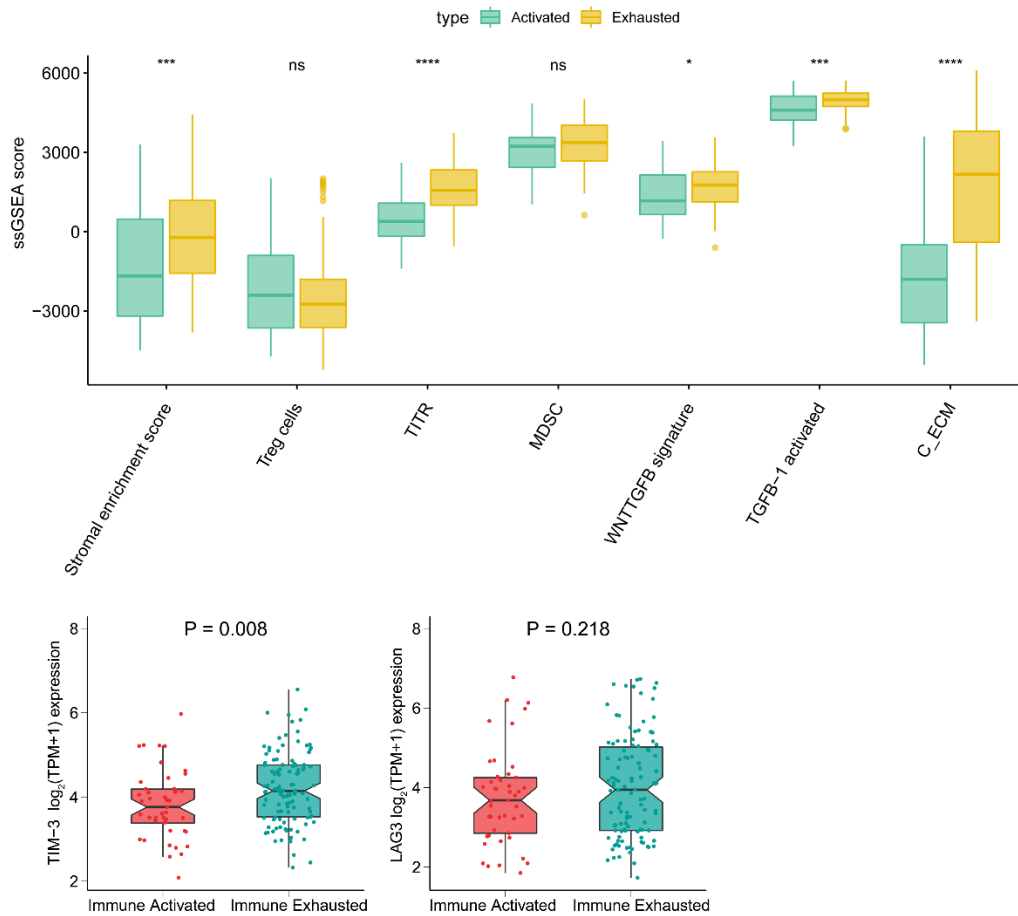 type Activated Exhausted
*** ns **** ns * *** ****
6000
3000
0
−3000
ssGSEA score
Stromal enrichment score
Treg cells
TITR
MDSC
WNTTGFB signature
TGFB−1 activated
C_ECM
P = 0.008
8
6
4
2
TIM−3 log2(TPM+1) expression
Immune Activated Immune Exhausted
P = 0.218
8
6
4
2
LAG3 log2(TPM+1) expression
Immune Activated Immune Exhausted